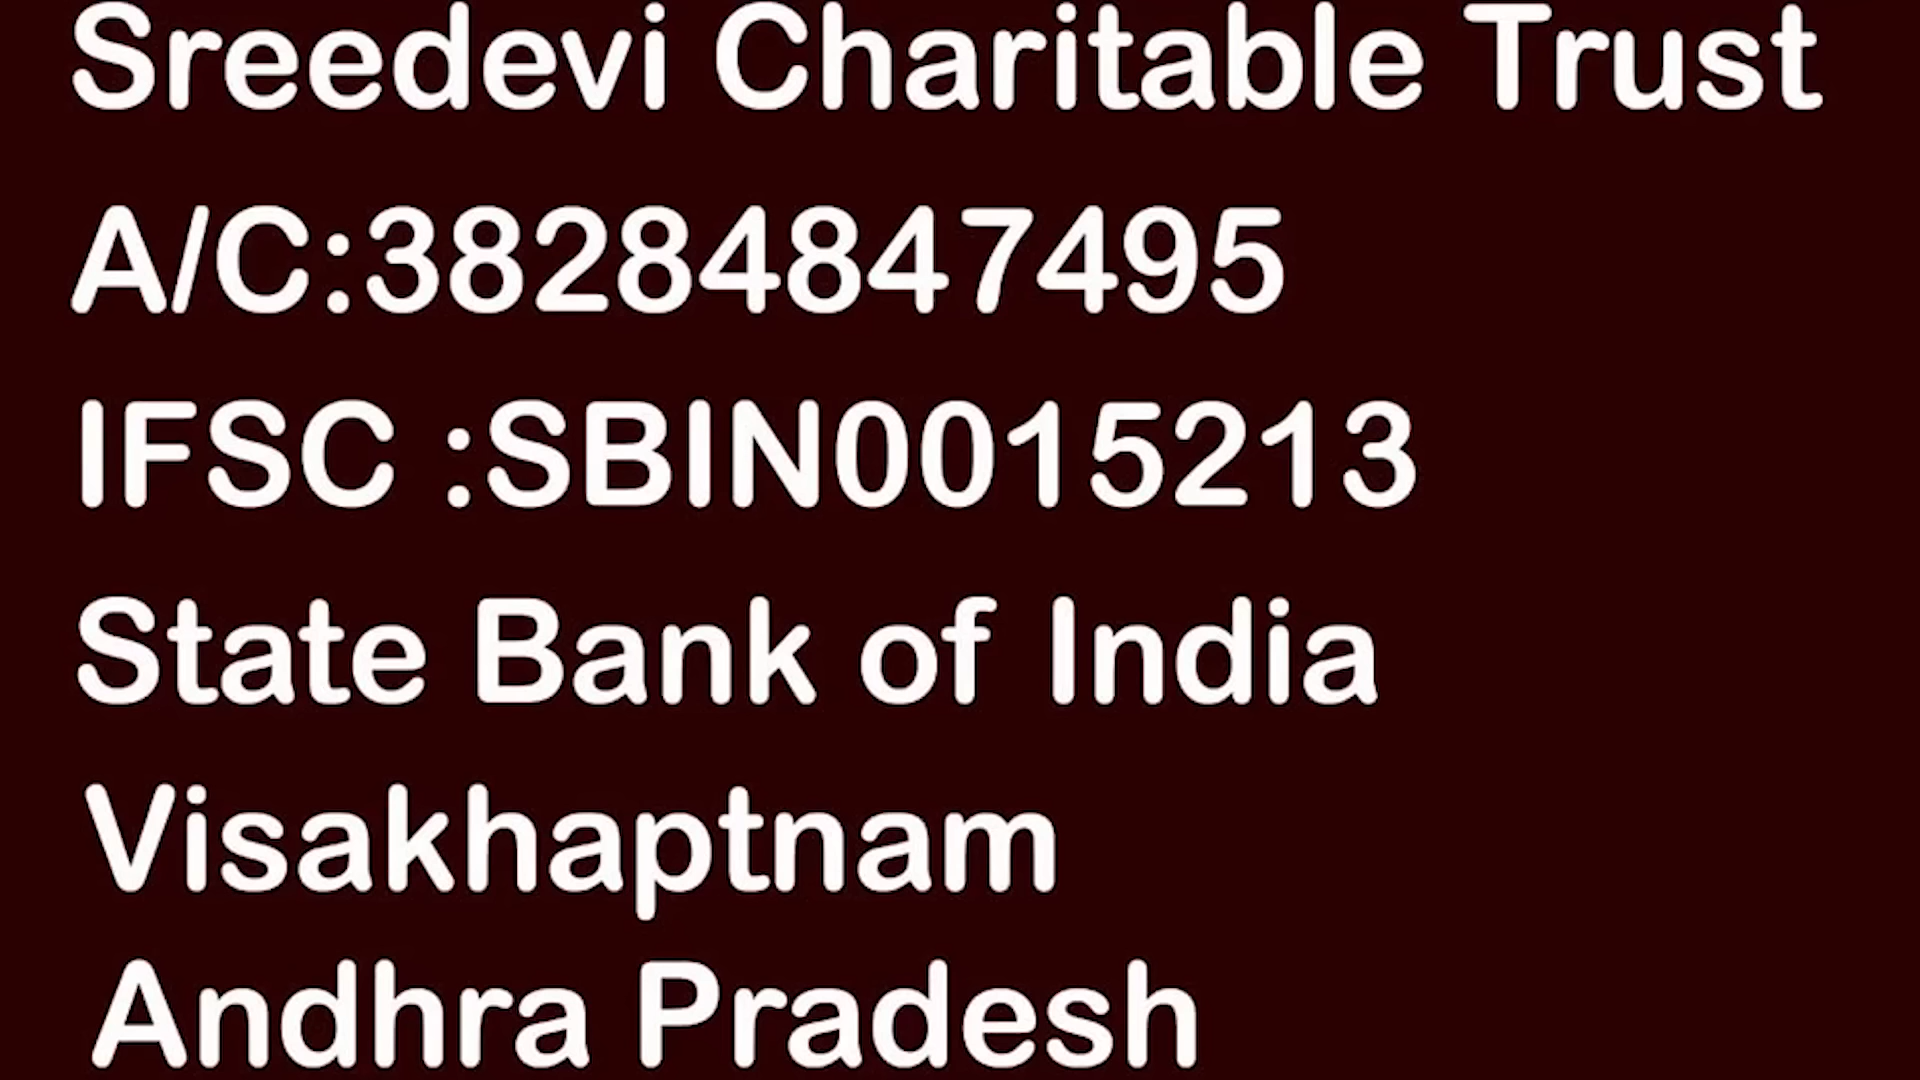 Sreedevi Charitable Trust
A/C:38284847495
IFSC :SBIN0015213
State Bank of India
Visakhaptnam
Andhra Pradesh